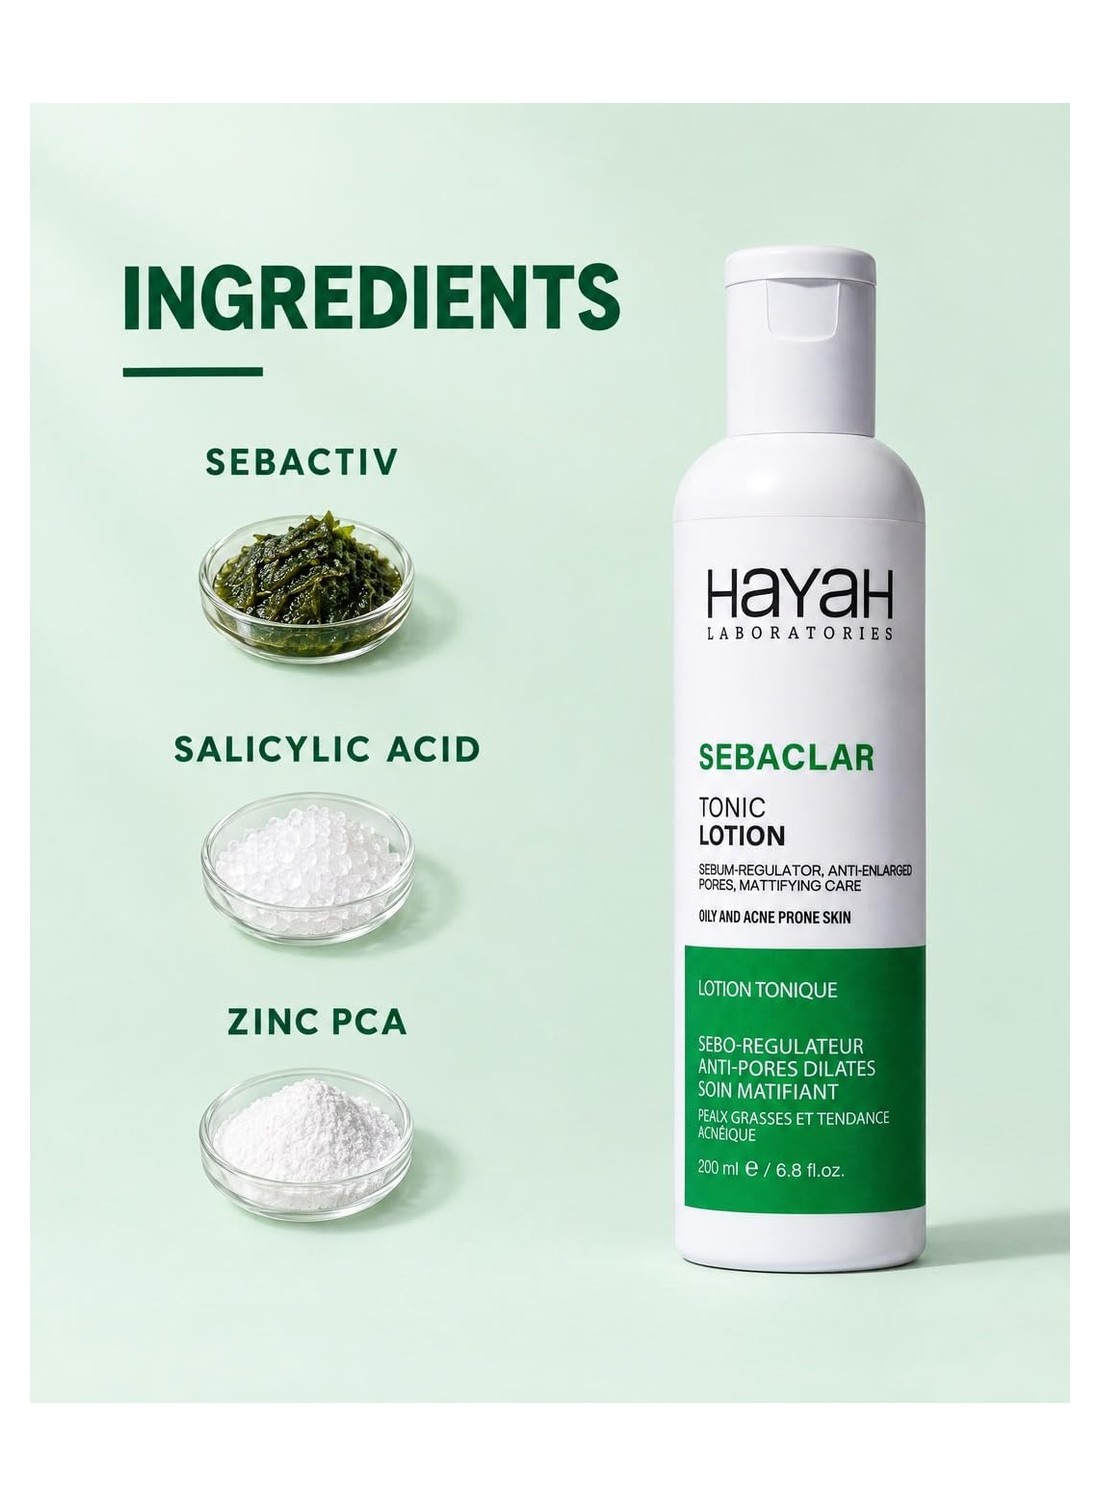 INGREDIENTS
SEBACTIV
SALICYLIC ACID
ZINC PCA
HAYAH
LABORATORIES
SEBACLAR
TONIC
LOTION
SEBUM-REGULATOR, ANTI-ENLARGED
PORES, MATTIFYING CARE
OILY AND ACNE PRONE SKIN
LOTION TONIQUE
SEBO-REGULATEUR
ANTI-PORES DILATES
SOIN MATIFIANT
PEAUX GRASSES ET TENDANCE
ACNÉIQUE
200 ml e / 6.8 fl.oz.